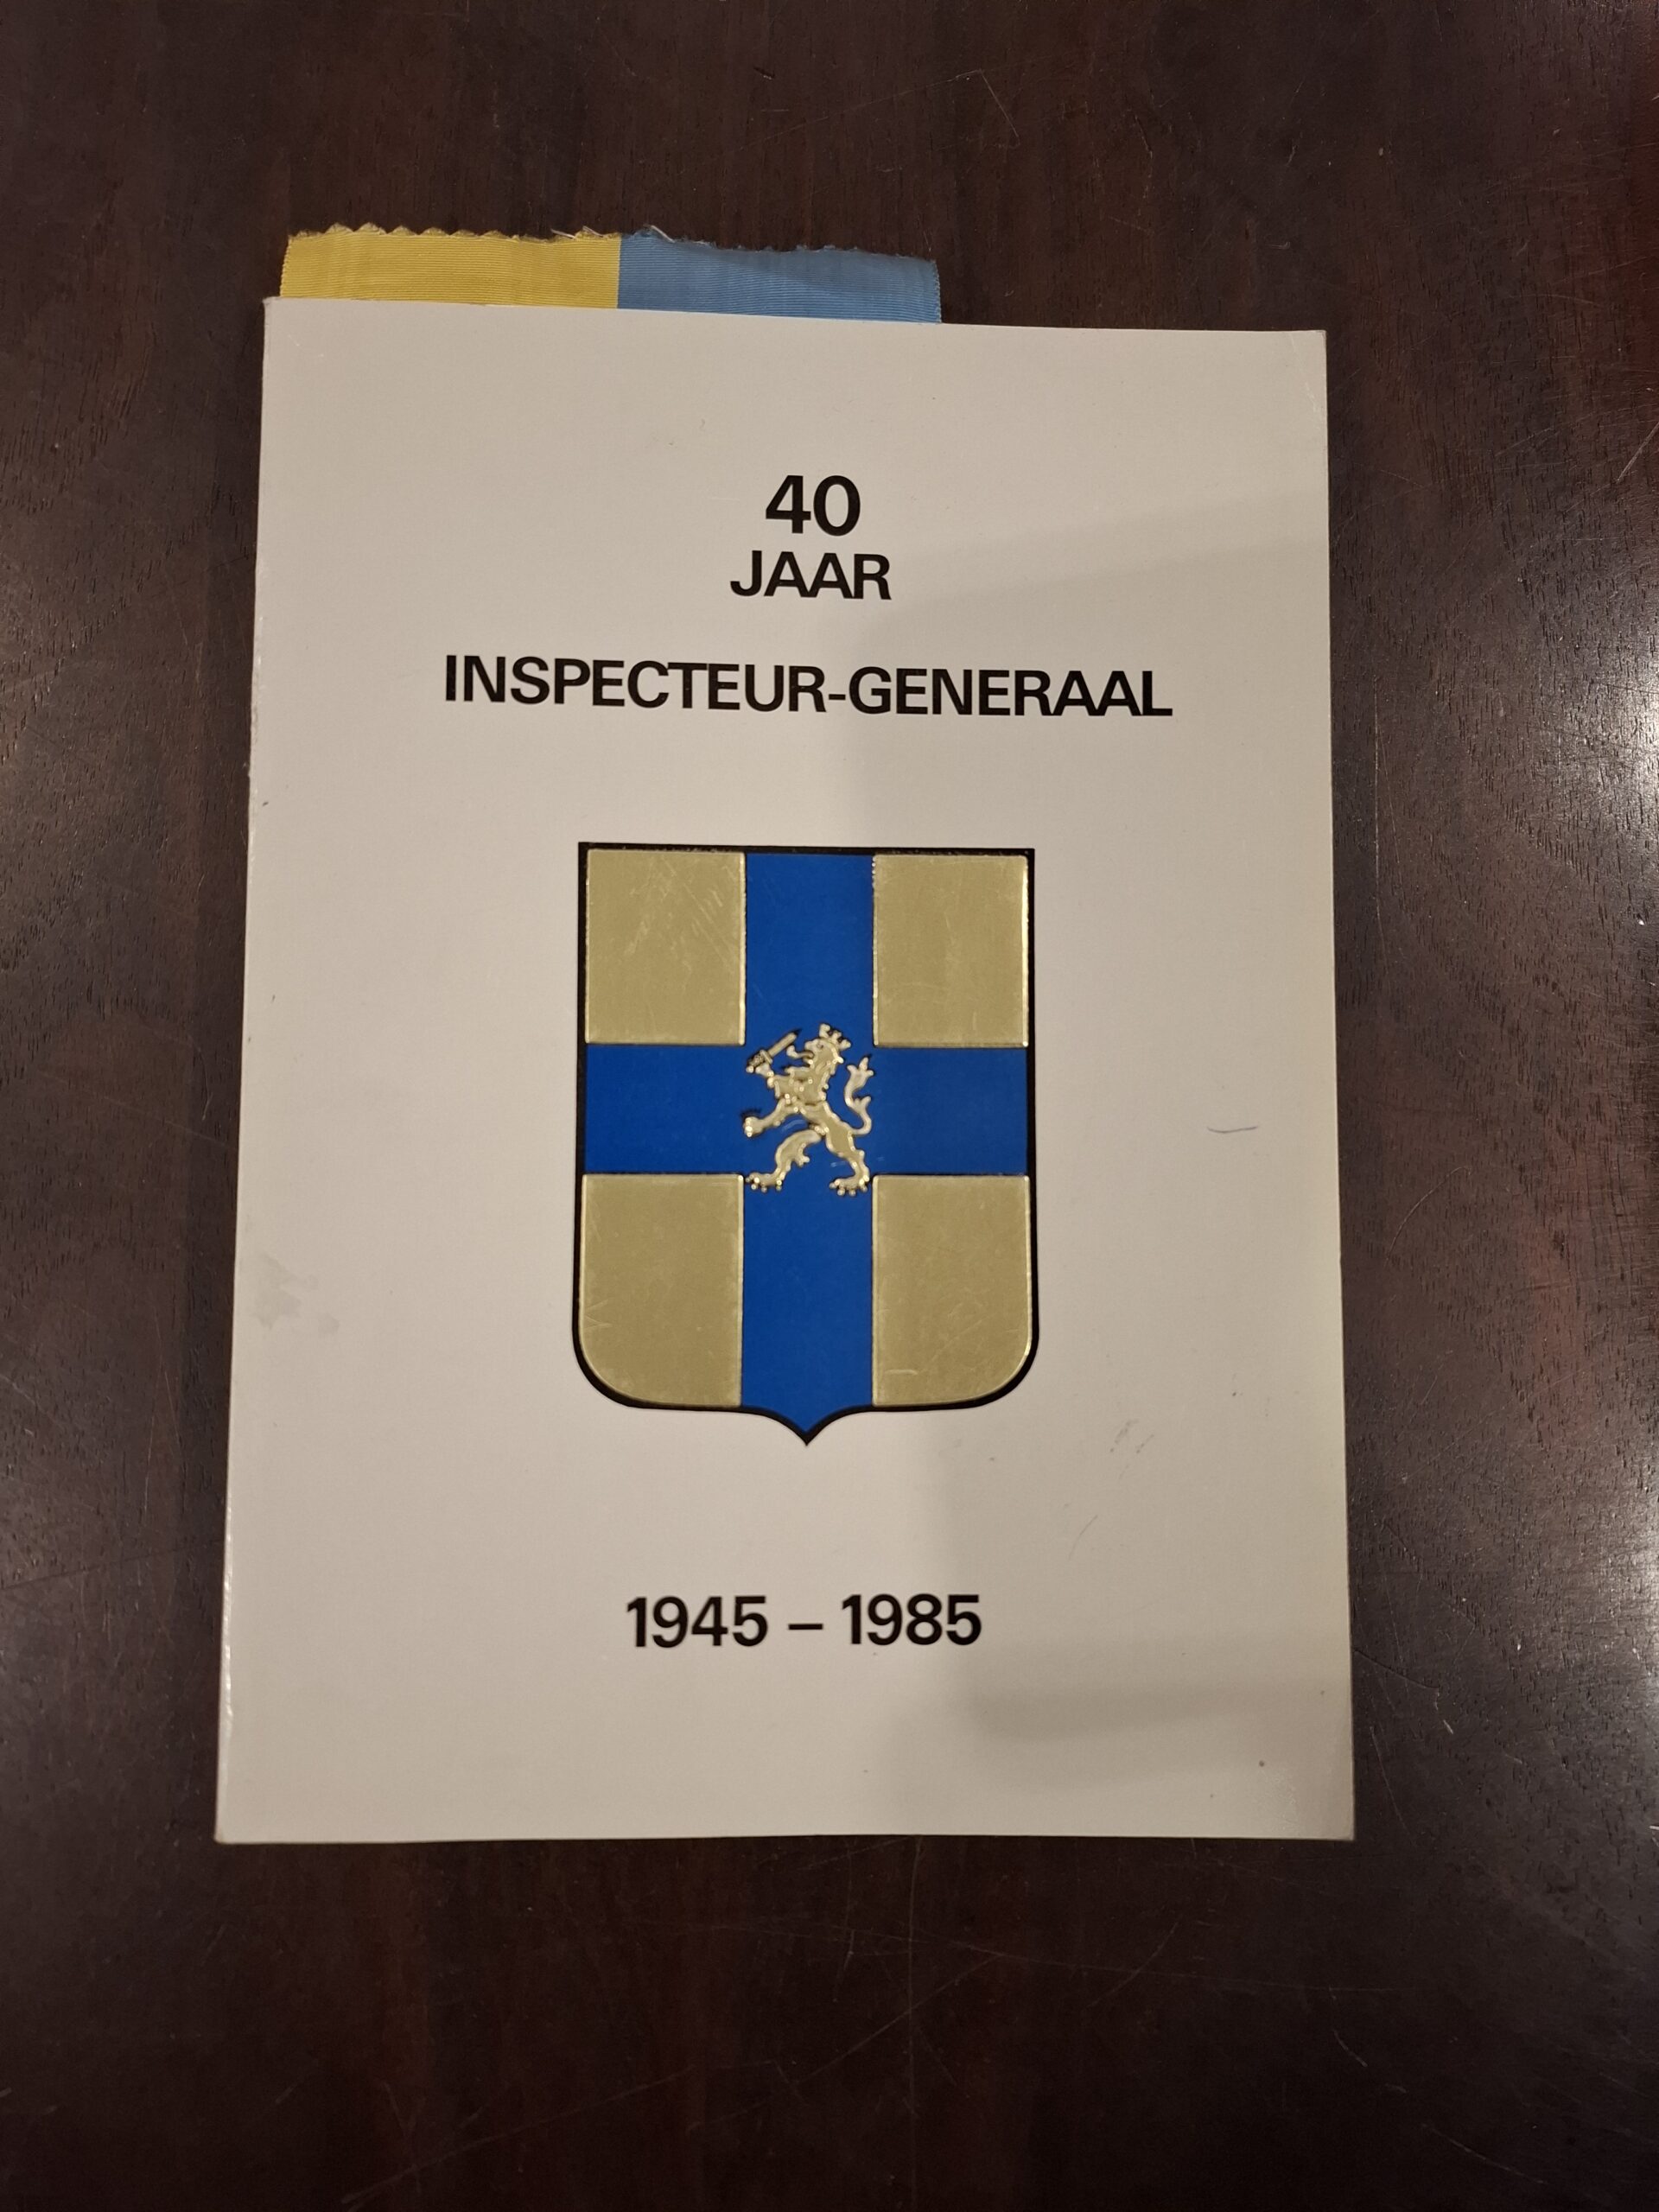 40
JAAR
INSPECTEUR-GENERAAL
1945 – 1985